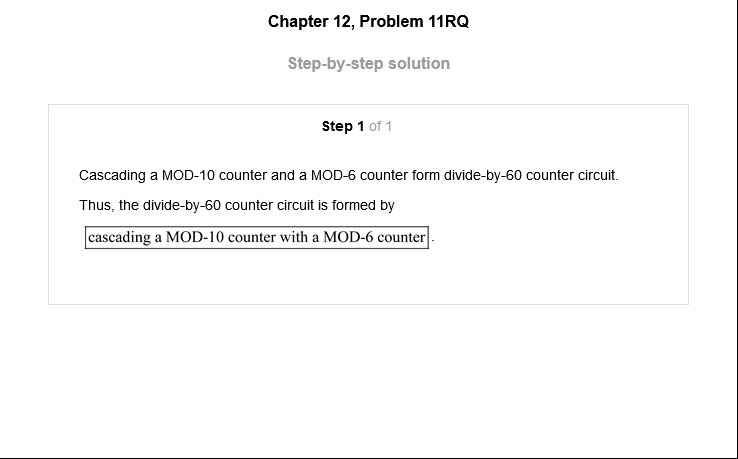 Chapter 12, Problem 11RQ
Step-by-step solution
Step 1 of 1
Cascading a MOD-10 counter and a MOD-6 counter form divide-by-60 counter circuit.
Thus, the divide-by-60 counter circuit is formed by
cascading a MOD-10 counter with a MOD-6 counter.